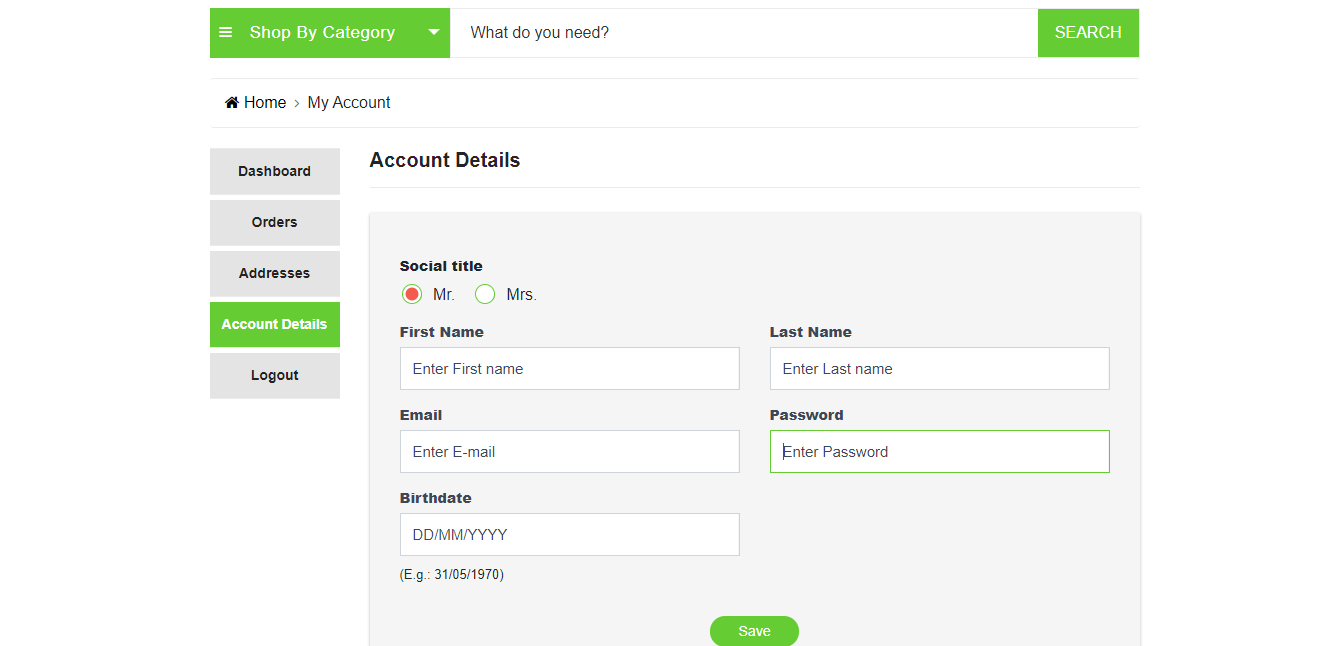 Shop By Category What do you need? SEARCH
Home > My Account
Dashboard
Orders
Addresses
Account Details
Logout
Account Details
Social title
Mr. Mrs.
First Name Last Name
Enter First name Enter Last name
Email Password
Enter E-mail Enter Password
Birthdate
DD/MM/YYYY
(E.g.: 31/05/1970)
Save